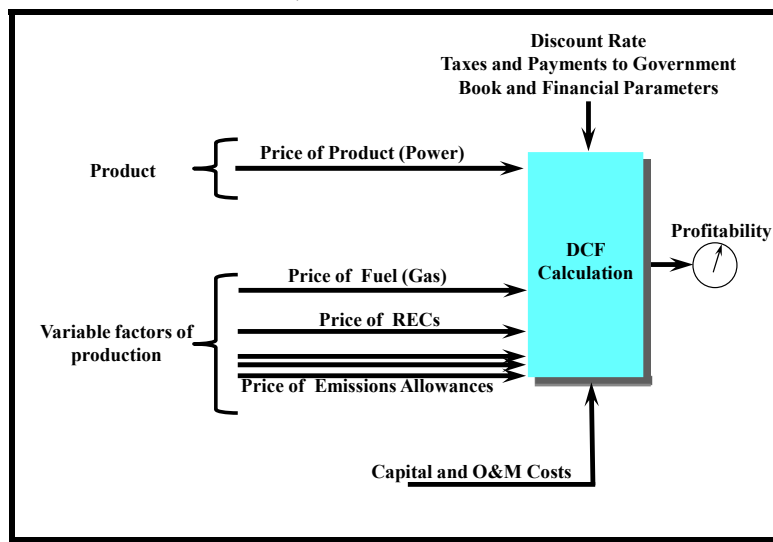 Discount Rate
Taxes and Payments to Government
Book and Financial Parameters
Product
Price of Product (Power)
DCF
Calculation
Profitability
Variable factors of
production
Price of Fuel (Gas)
Price of RECs
Price of Emissions Allowances
Capital and O&M Costs